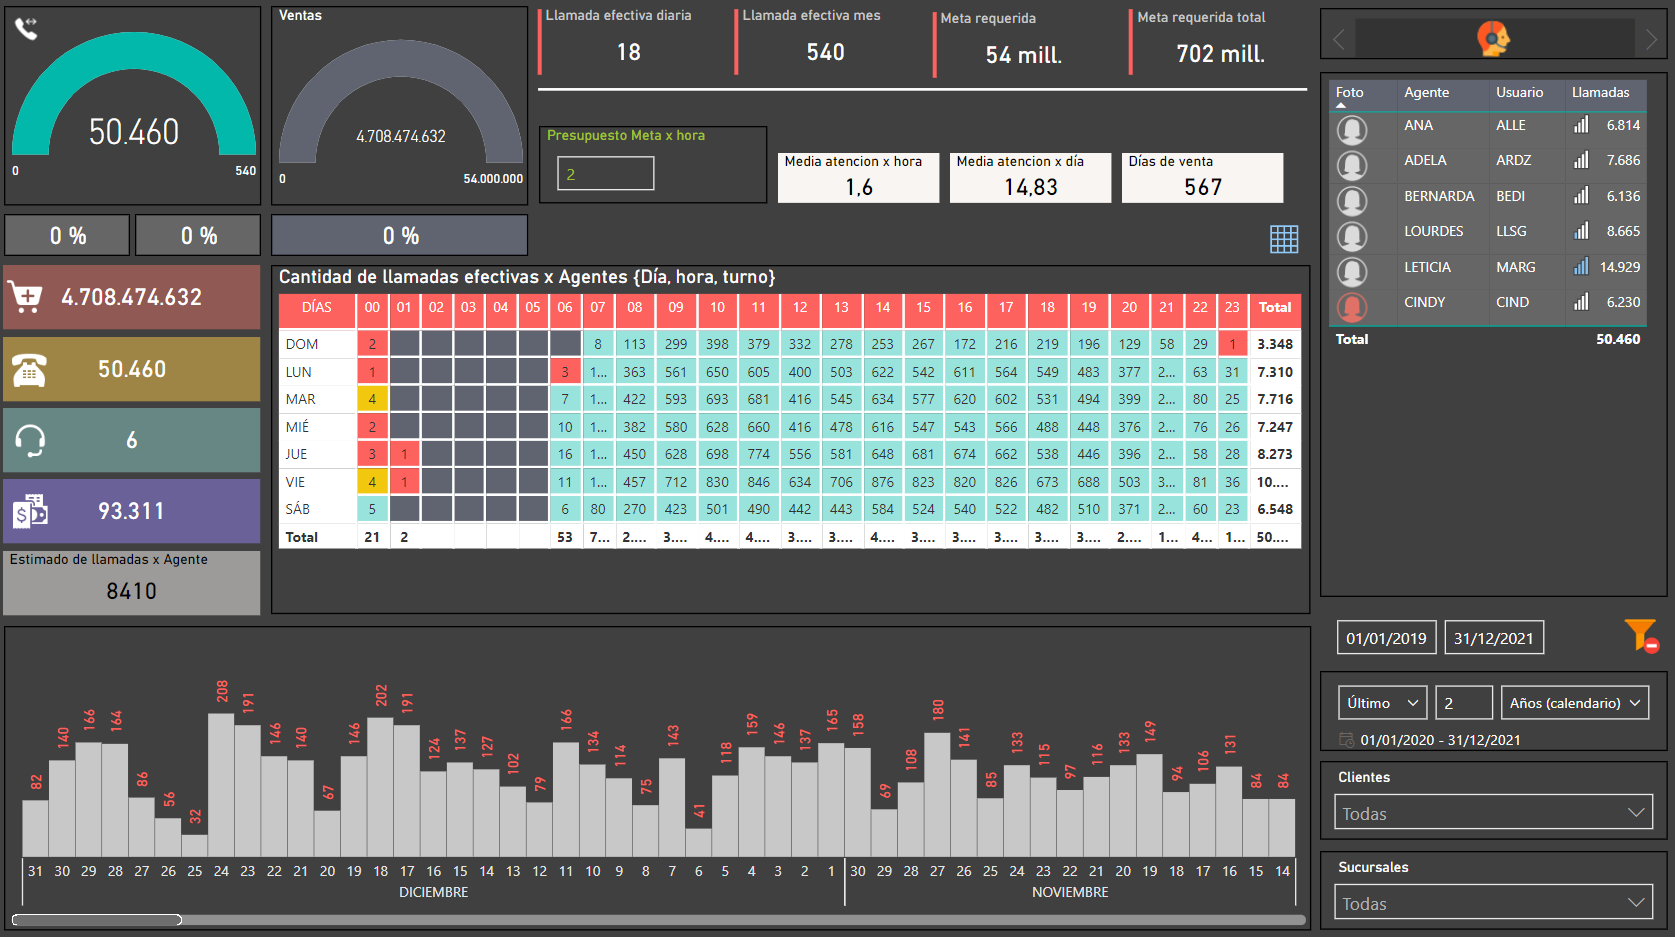 50.460
0
540
Ventas
4.708.474.632
0
54.000.000
Llamada efectiva diaria
18
Llamada efectiva mes
540
Meta requerida
54 mill.
Meta requerida total
702 mill.
Presupuesto Meta x hora
2
Media atencion x hora
1,6
Media atencion x día
14,83
Días de venta
567
0 %
0 %
0 %
4.708.474.632
50.460
6
93.311
Estimado de llamadas x Agente
8410
Cantidad de llamadas efectivas x Agentes {Día, hora, turno}
DÍAS 00 01 02 03 04 05 06 07 08 09 10 11 12 13 14 15 16 17 18 19 20 21 22 23 Total
DOM 2 8 113 299 398 379 332 278 253 267 172 216 219 196 129 58 29 1 3.348
LUN 1 3 1... 363 561 650 605 400 503 622 542 611 564 549 483 377 2... 63 31 7.310
MAR 4 7 1... 422 593 693 681 416 545 634 577 620 602 531 494 399 2... 80 25 7.716
MIÉ 2 10 1... 382 580 628 660 416 478 616 547 543 566 488 448 376 2... 76 26 7.247
JUE 3 1 16 1... 450 628 698 774 556 581 648 681 674 662 538 446 396 2... 58 28 8.273
VIE 4 1 11 1... 457 712 830 846 634 706 876 823 820 826 673 688 503 3... 81 36 10....
SÁB 5 6 80 270 423 501 490 442 443 584 524 540 522 482 510 371 2... 60 23 6.548
Total 21 2 53 7... 2.... 3.... 4.... 4.... 3.... 3.... 4.... 3.... 3.... 3.... 3.... 3.... 2.... 1... 4... 1... 50....
Foto Agente Usuario Llamadas
ANA ALLE 6.814
ADELA ARDZ 7.686
BERNARDA BEDI 6.136
LOURDES LLSG 8.665
LETICIA MARG 14.929
CINDY CIND 6.230
Total 50.460
01/01/2019 31/12/2021
Último 2 Años (calendario)
01/01/2020 - 31/12/2021
Clientes
Todas
Sucursales
Todas
82 140 166 164 86 56 32 208 191 146 140 67 146 202 191 124 137 127 102 79 166 134 114 75 143 41 118 159 146 137 165 158 69 108 180 141 85 133 115 97 116 133 149 94 106 131 84 84
31 30 29 28 27 26 25 24 23 22 21 20 19 18 17 16 15 14 13 12 11 10 9 8 7 6 5 4 3 2 1 30 29 28 27 26 25 24 23 22 21 20 19 18 17 16 15 14
DICIEMBRE NOVIEMBRE